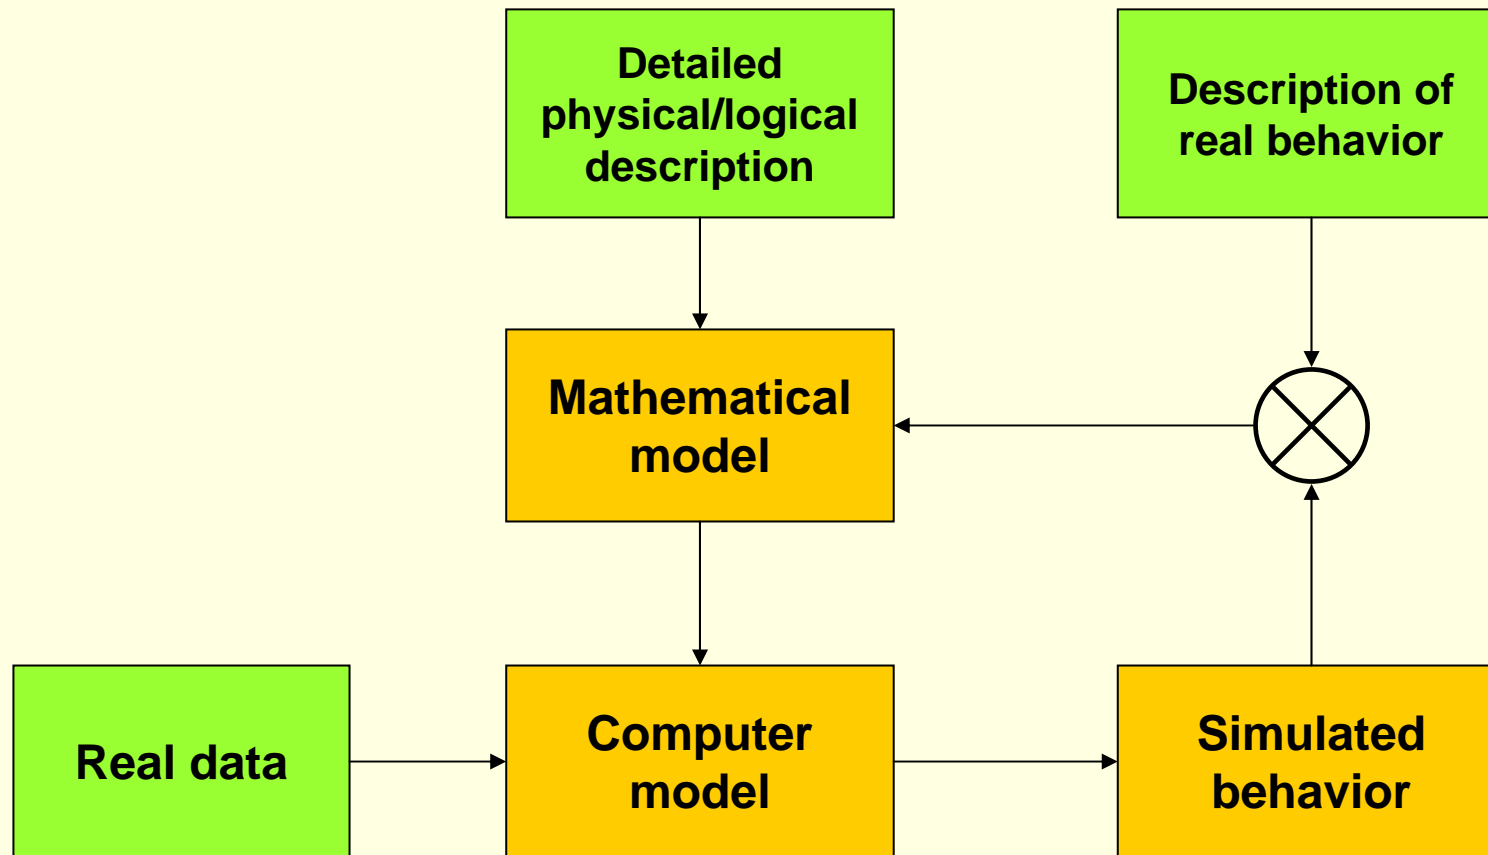 Detailed
physical/logical
description
Description of
real behavior
Mathematical
model
Real data
Computer
model
Simulated
behavior